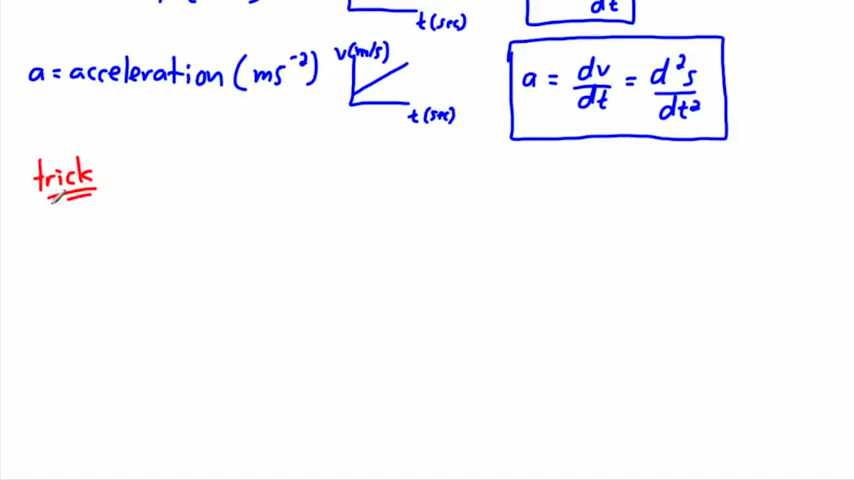 t (sec)
dt
a = acceleration (ms⁻²)
v(m/s)
t (sec)
a = dv/dt = d²s/dt²
trick